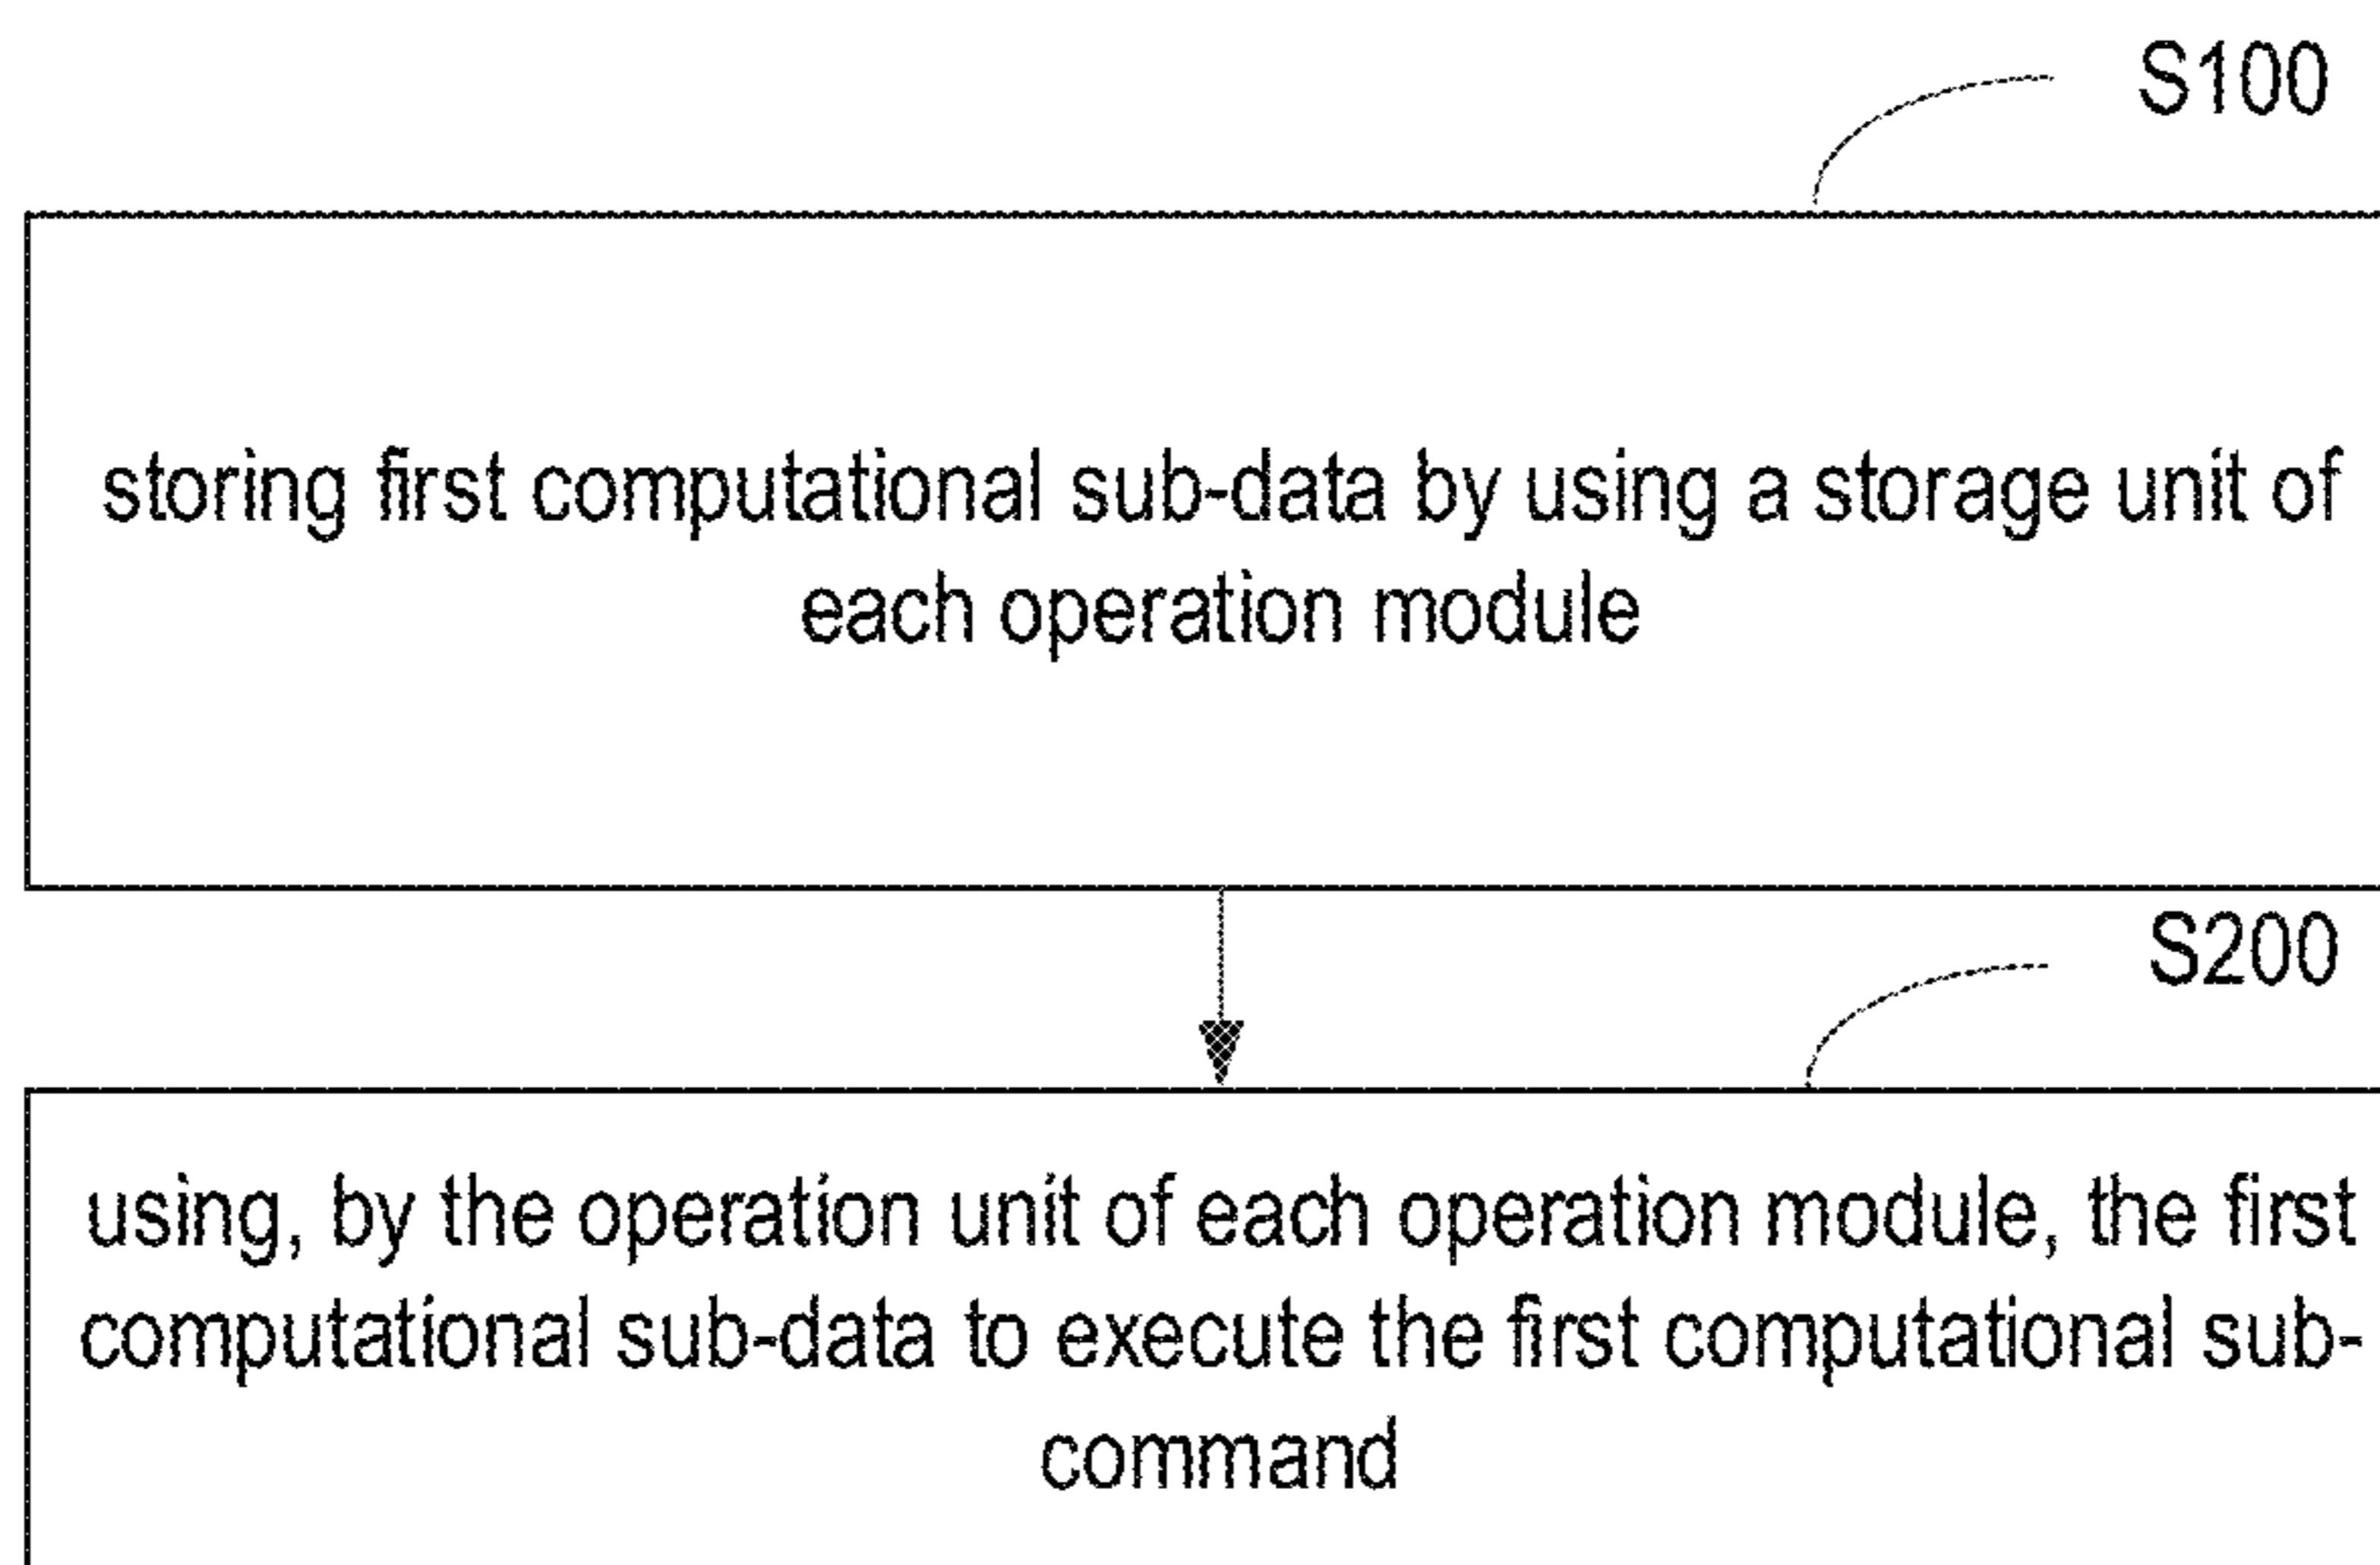 S100
storing first computational sub-data by using a storage unit of
each operation module
S200
using, by the operation unit of each operation module, the first
computational sub-data to execute the first computational sub-
command